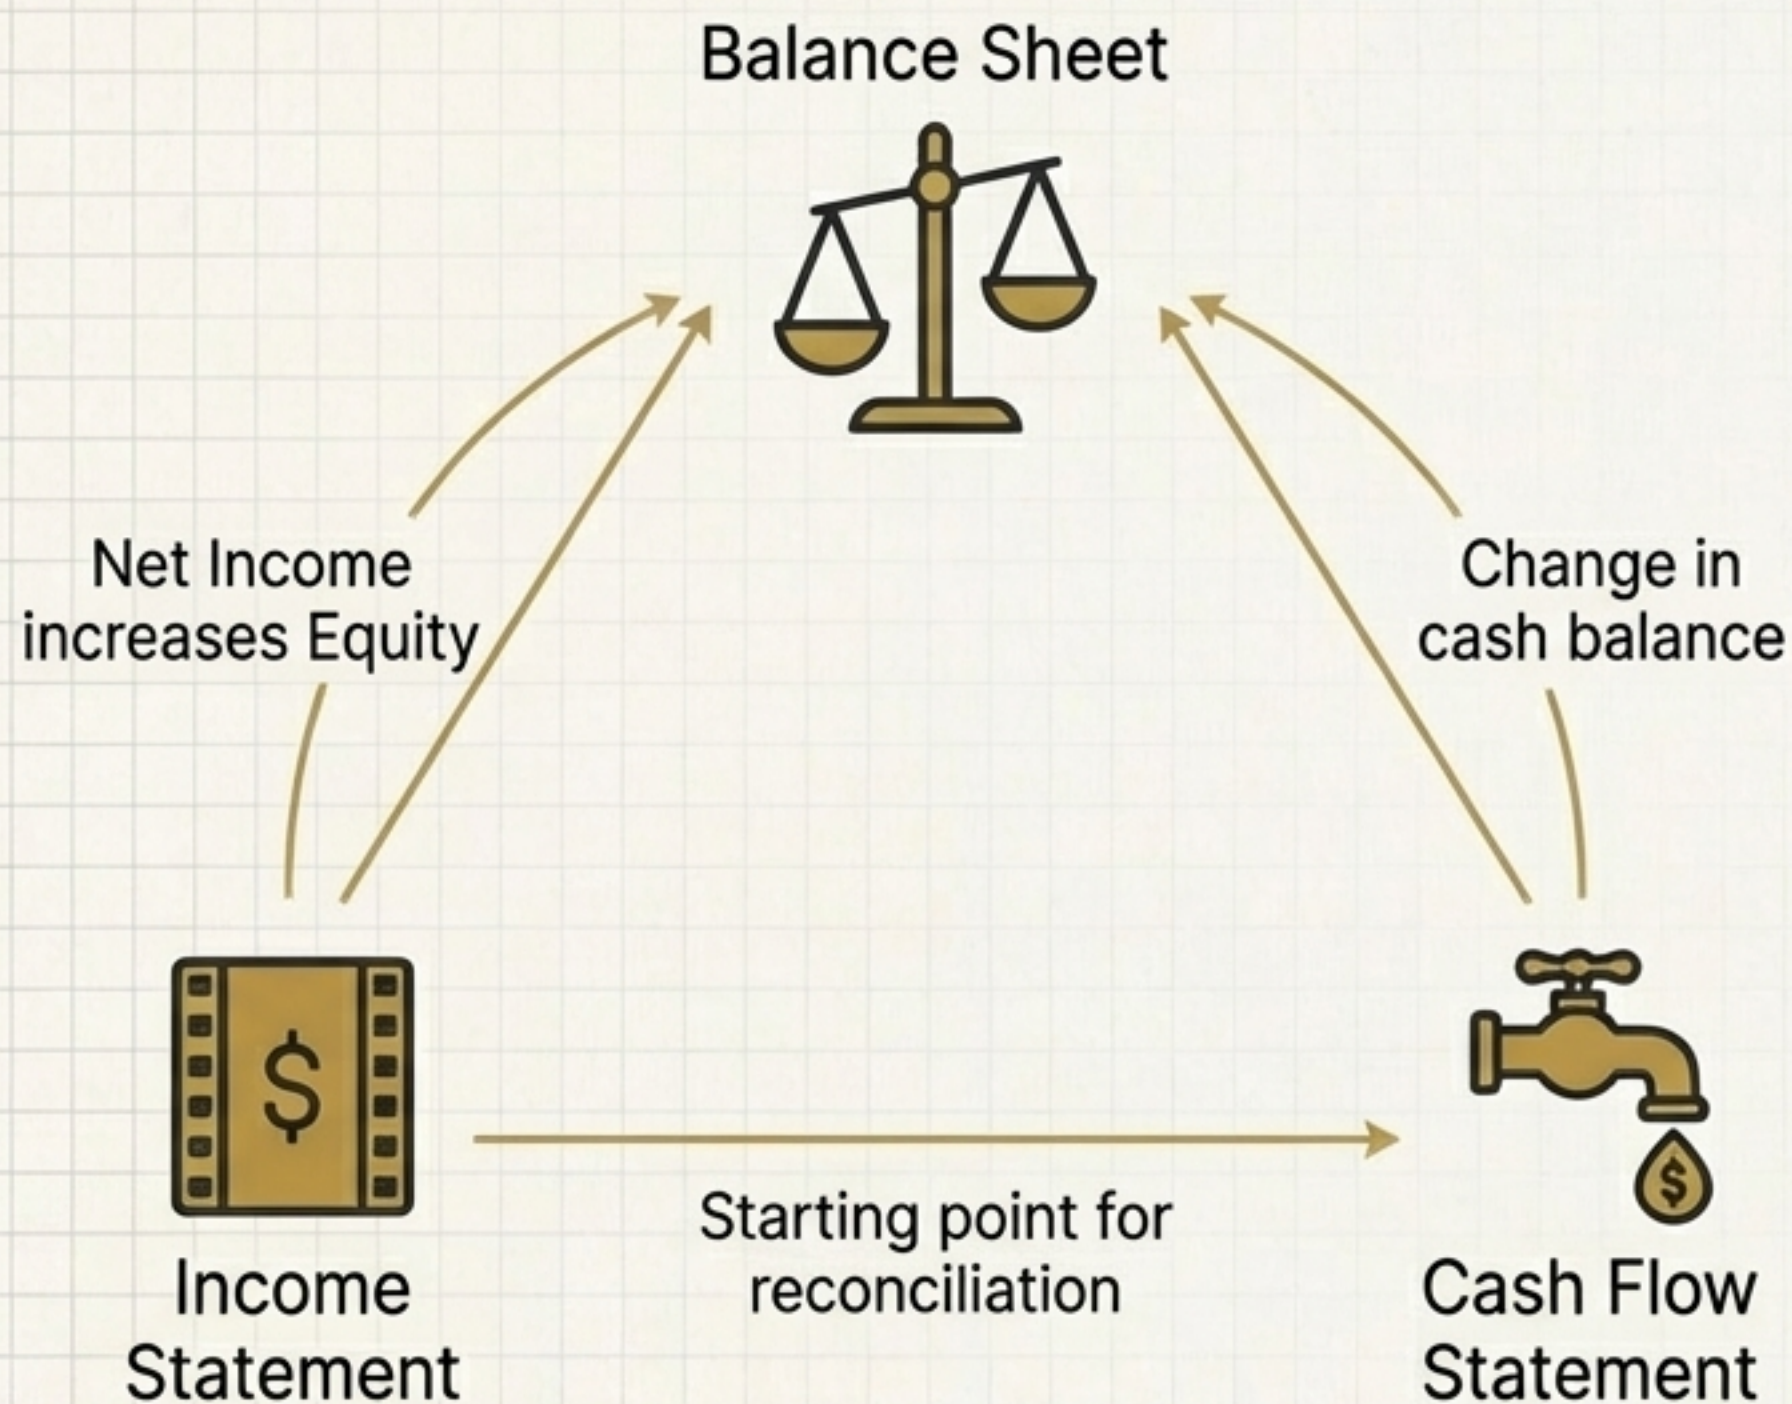 Balance Sheet
Net Income
increases Equity
Change in
cash balance
$
$
Starting point for
reconciliation
Income
Statement
Cash Flow
Statement